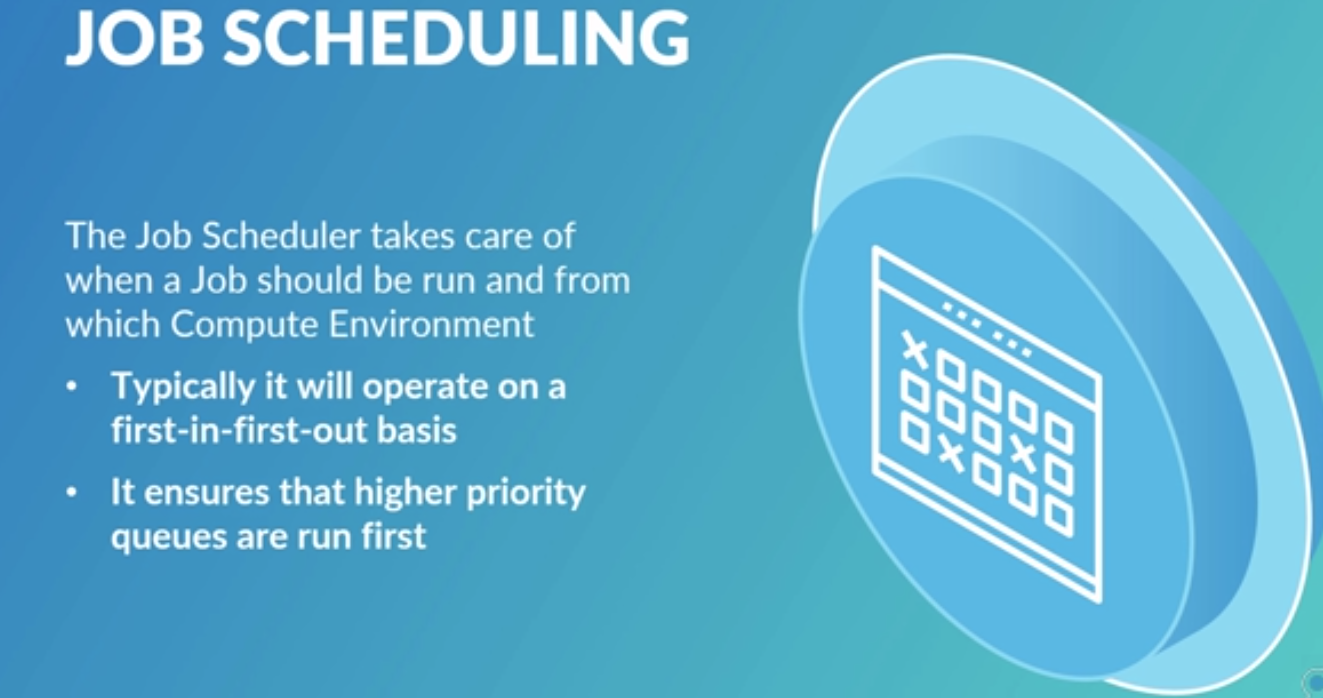 JOB SCHEDULING
The Job Scheduler takes care of
when a Job should be run and from
which Compute Environment
• Typically it will operate on a
first-in-first-out basis
• It ensures that higher priority
queues are run first